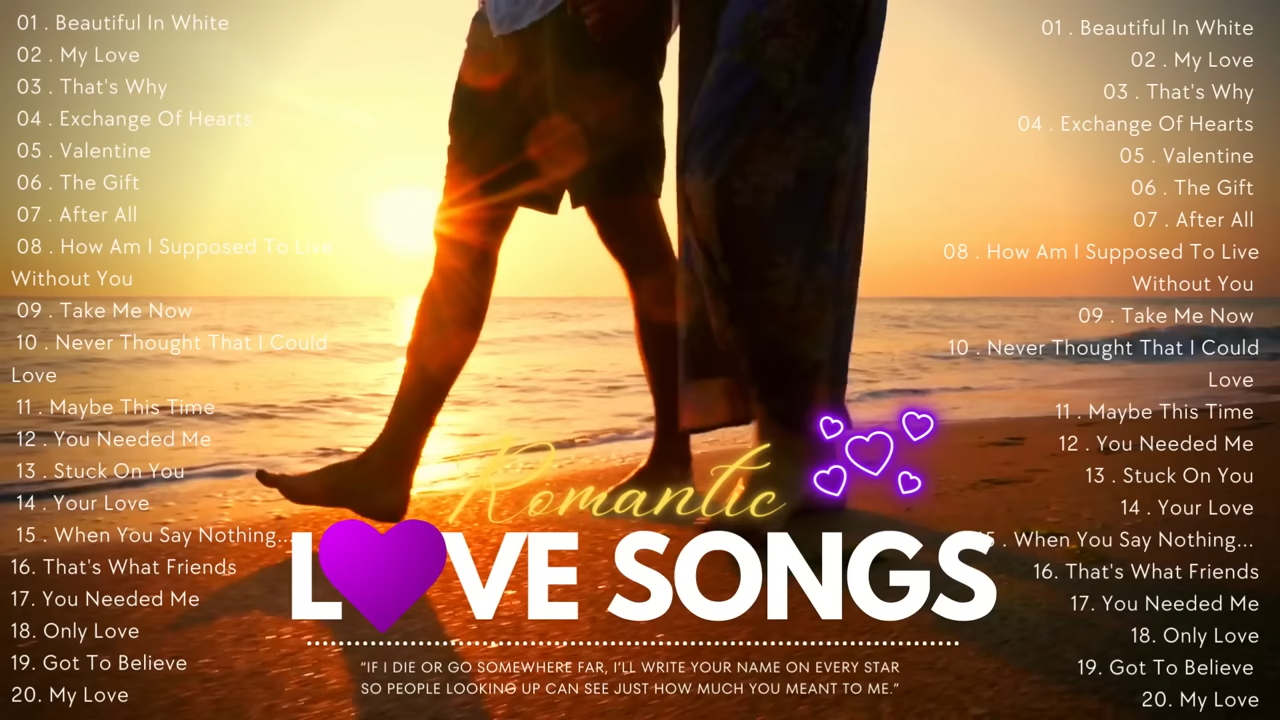 01 . Beautiful In White
02 . My Love
03 . That's Why
04 . Exchange Of Hearts
05 . Valentine
06 . The Gift
07 . After All
08 . How Am I Supposed To Live
Without You
09 . Take Me Now
10 . Never Thought That I Could
Love
11 . Maybe This Time
12 . You Needed Me
13 . Stuck On You
14 . Your Love
15 . When You Say Nothing...
16. That's What Friends
17. You Needed Me
18. Only Love
19. Got To Believe
20. My Love
Romantic
LOVE SONGS
"IF I DIE OR GO SOMEWHERE FAR, I'LL WRITE YOUR NAME ON EVERY STAR
SO PEOPLE LOOKING UP CAN SEE JUST HOW MUCH YOU MEANT TO ME."
01 . Beautiful In White
02 . My Love
03 . That's Why
04 . Exchange Of Hearts
05 . Valentine
06 . The Gift
07 . After All
08 . How Am I Supposed To Live
Without You
09 . Take Me Now
10 . Never Thought That I Could
Love
11 . Maybe This Time
12 . You Needed Me
13 . Stuck On You
14 . Your Love
15 . When You Say Nothing...
16. That's What Friends
17. You Needed Me
18. Only Love
19. Got To Believe
20. My Love